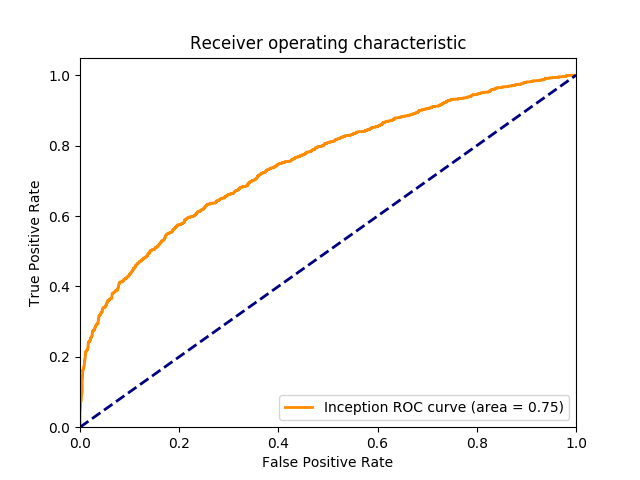 Receiver operating characteristic
True Positive Rate
1.0
0.8
0.6
0.4
0.2
0.0
Inception ROC curve (area = 0.75)
0.0 0.2 0.4 0.6 0.8 1.0
False Positive Rate